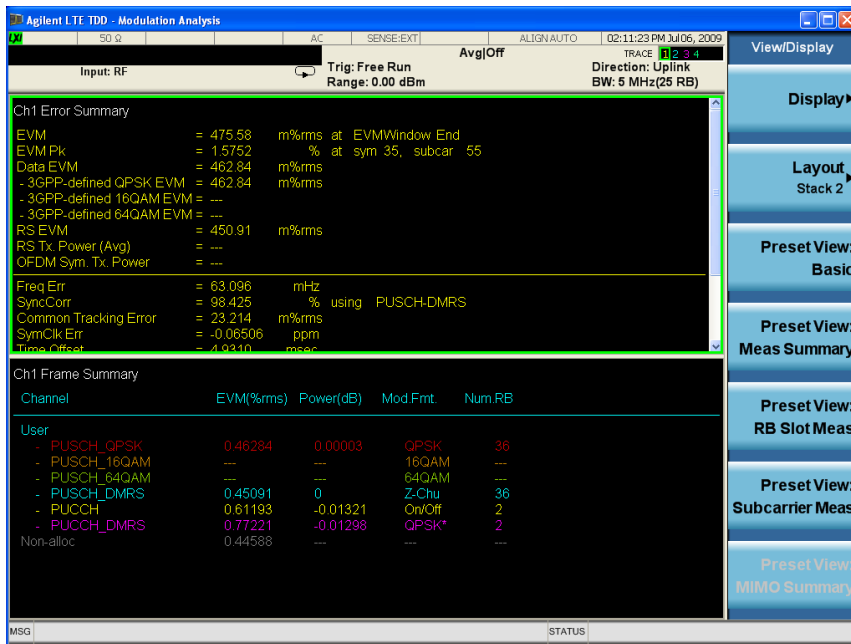 Agilent LTE TDD - Modulation Analysis
LXI 50 Ω AC SENSE:EXT ALIGN AUTO 02:11:23 PM Jul 06, 2009
Avg|Off TRACE 1 2 3 4
Input: RF Trig: Free Run Direction: Uplink
Range: 0.00 dBm BW: 5 MHz(25 RB)
Ch1 Error Summary
EVM = 475.58 m%rms at EVMWindow End
EVM Pk = 1.5752 % at sym 35, subcar 55
Data EVM = 462.84 m%rms
- 3GPP-defined QPSK EVM = 462.84 m%rms
- 3GPP-defined 16QAM EVM = ---
- 3GPP-defined 64QAM EVM = ---
RS EVM = 450.91 m%rms
RS Tx. Power (Avg) = ---
OFDM Sym. Tx. Power = ---
Freq Err = 63.096 mHz
SyncCorr = 98.425 % using PUSCH-DMRS
Common Tracking Error = 23.214 m%rms
SymClk Err = -0.06506 ppm
Time Offset = 4.9310 msec
Ch1 Frame Summary
Channel EVM(%rms) Power(dB) Mod.Fmt. Num.RB
User
- PUSCH_QPSK 0.46284 0.00003 QPSK 36
- PUSCH_16QAM --- --- 16QAM ---
- PUSCH_64QAM --- --- 64QAM ---
- PUSCH_DMRS 0.45091 0 Z-Chu 36
- PUCCH 0.61193 -0.01321 On/Off 2
- PUCCH_DMRS 0.77221 -0.01298 QPSK* 2
Non-alloc 0.44588 --- --- ---
MSG STATUS
View/Display
Display
Layout
Stack 2
Preset View:
Basic
Preset View:
Meas Summary
Preset View:
RB Slot Meas
Preset View:
Subcarrier Meas
Preset View:
MIMO Summary